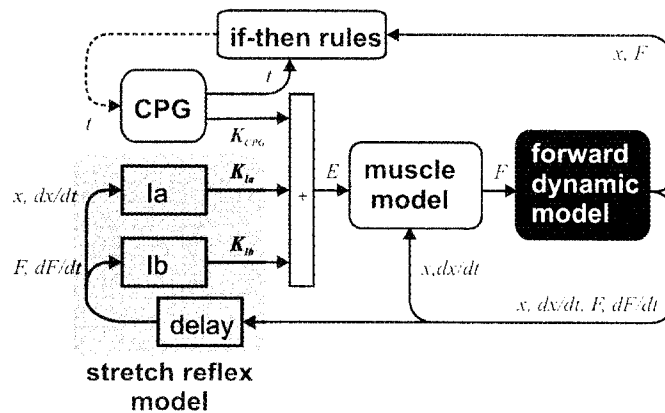 if-then rules
x, F
t
t
CPG
K_CPG
Ia
K_Ia
x, dx/dt
+
E
muscle
model
F
forward
dynamic
model
Ib
K_Ib
F, dF/dt
x,dx/dt
delay
x, dx/dt, F, dF/dt
stretch reflex
model